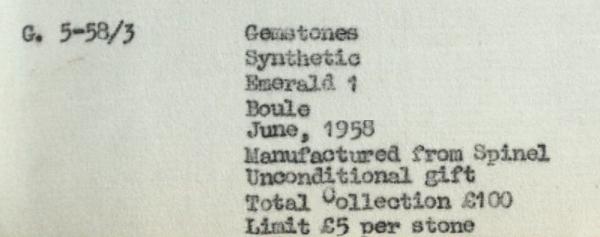 G. 5-58/3 Gemstones
Synthetic
Emerald 1
Boule
June, 1958
Manufactured from Spinel
Unconditional gift
Total Collection £100
Limit £5 per stone